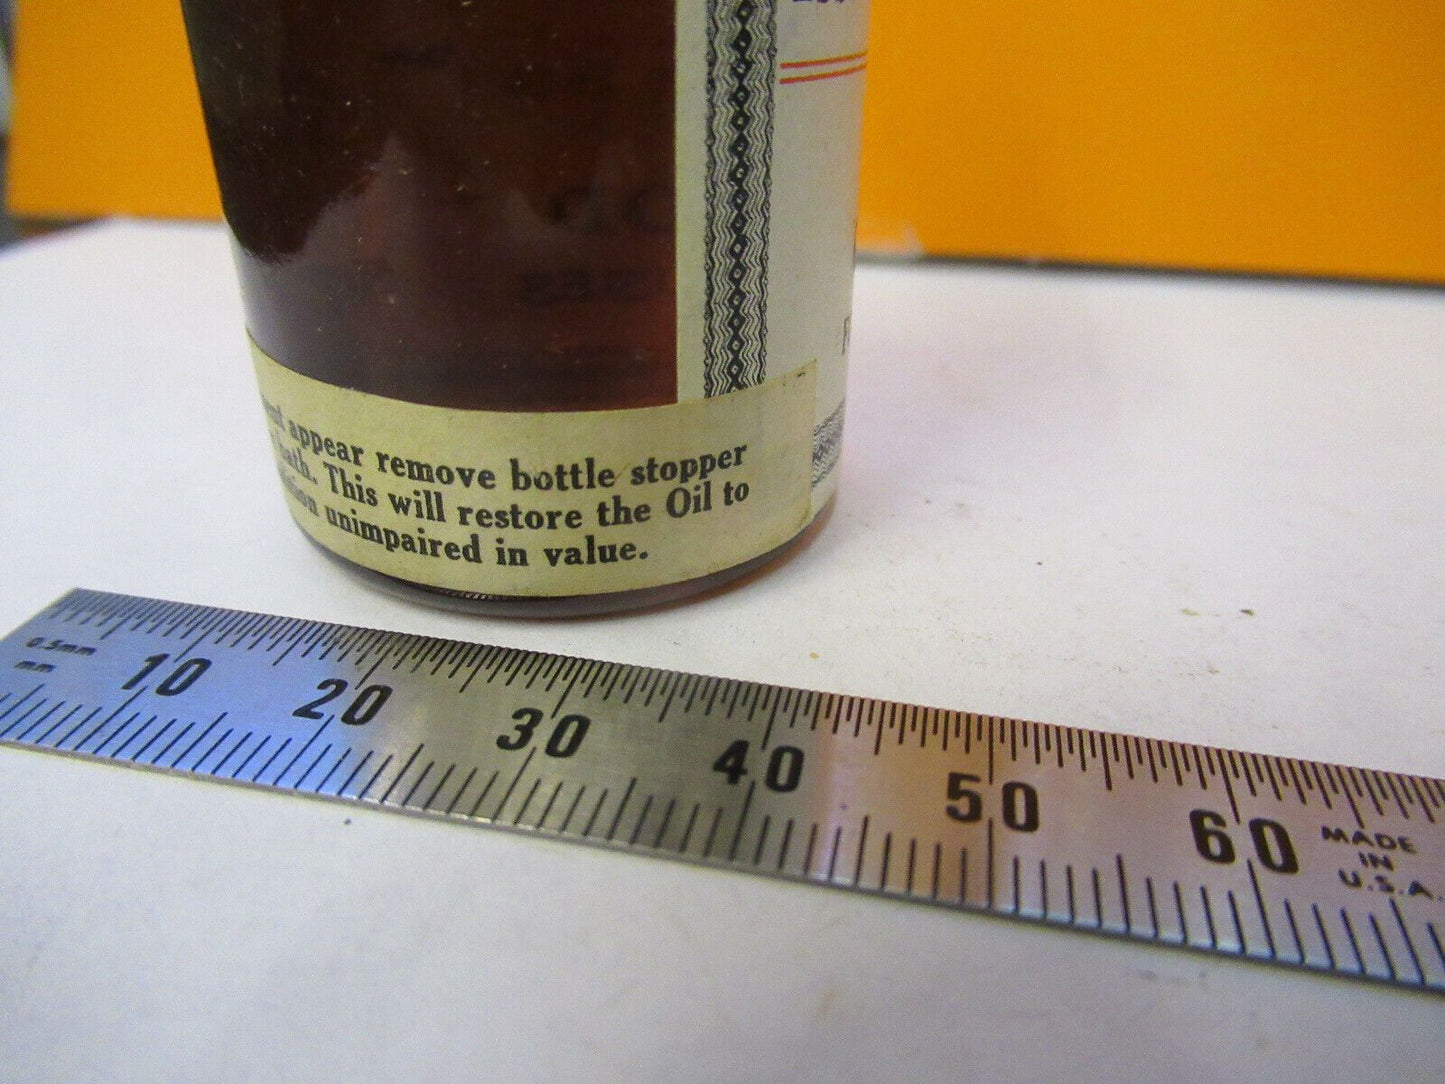 appear remove bottle stopper
bath. This will restore the Oil to
unimpaired in value.
0.5mm
mm
10 20 30 40 50 60
MADE
IN
U.S.A.